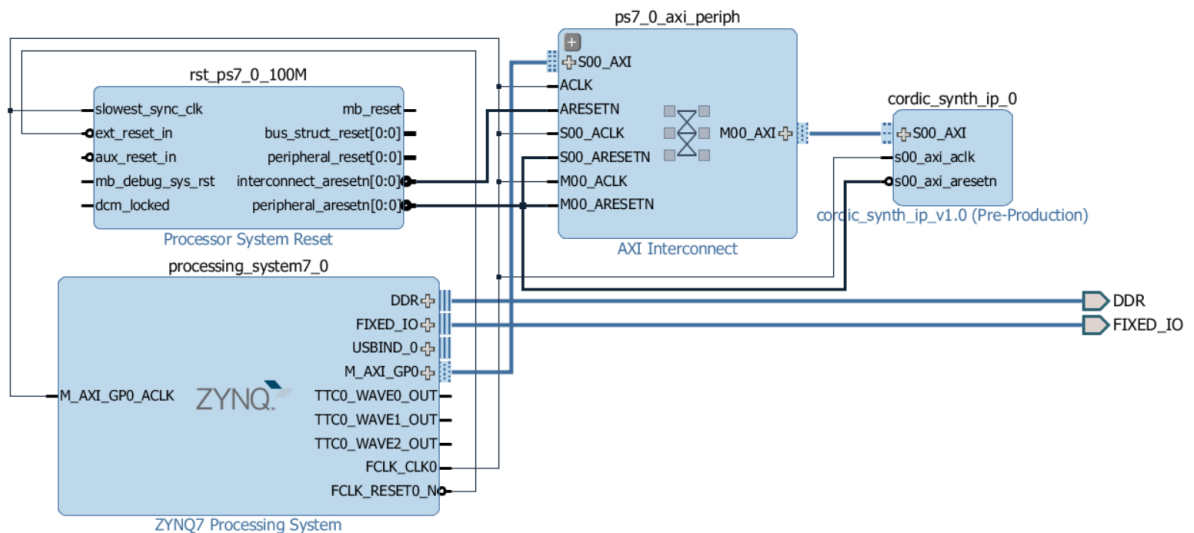 ps7_0_axi_periph
S00_AXI
ACLK
ARESETN
S00_ACLK
S00_ARESETN
M00_ACLK
M00_ARESETN
M00_AXI
AXI Interconnect
rst_ps7_0_100M
slowest_sync_clk
ext_reset_in
aux_reset_in
mb_debug_sys_rst
dcm_locked
mb_reset
bus_struct_reset[0:0]
peripheral_reset[0:0]
interconnect_aresetn[0:0]
peripheral_aresetn[0:0]
Processor System Reset
cordic_synth_ip_0
S00_AXI
s00_axi_aclk
s00_axi_aresetn
cordic_synth_ip_v1.0 (Pre-Production)
processing_system7_0
M_AXI_GP0_ACLK
ZYNQ
DDR
FIXED_IO
USBIND_0
M_AXI_GP0
TTC0_WAVE0_OUT
TTC0_WAVE1_OUT
TTC0_WAVE2_OUT
FCLK_CLK0
FCLK_RESET0_N
ZYNQ7 Processing System
DDR
FIXED_IO